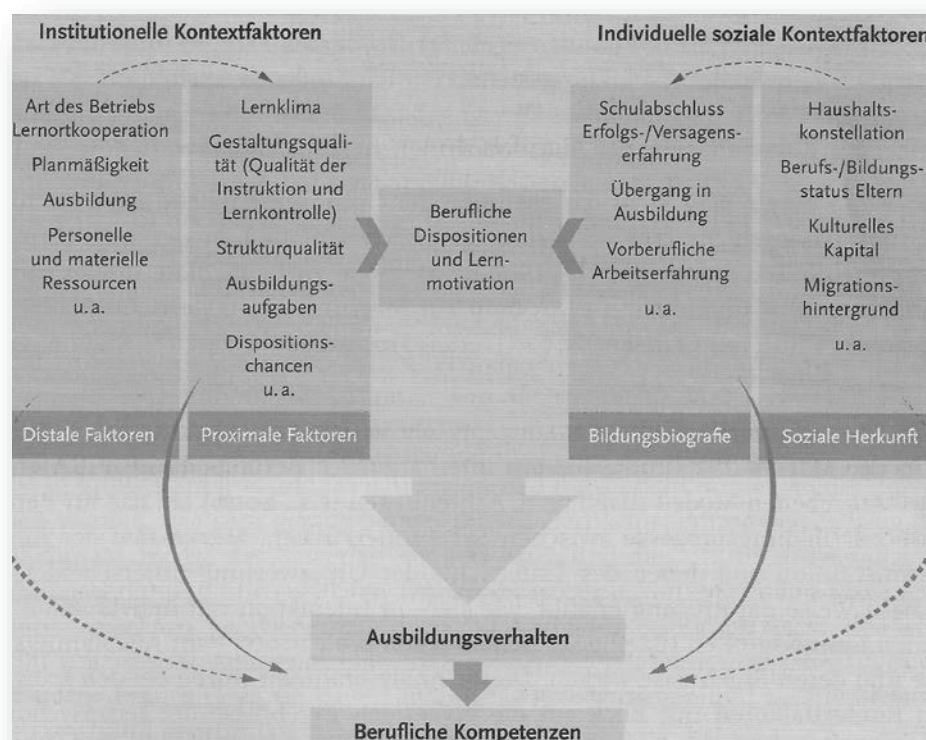 Institutionelle Kontextfaktoren
Individuelle soziale Kontextfaktoren
Art des Betriebs
Lernortkooperation
Planmäßigkeit
Ausbildung
Personelle
und materielle
Ressourcen
u. a.
Distale Faktoren
Lernklima
Gestaltungsquali-
tät (Qualität der
Instruktion und
Lernkontrolle)
Strukturqualität
Ausbildungs-
aufgaben
Dispositions-
chancen
u. a.
Proximale Faktoren
Berufliche
Dispositionen
und Lern-
motivation
Schulabschluss
Erfolgs-/Versagens-
erfahrung
Übergang in
Ausbildung
Vorberufliche
Arbeitserfahrung
u. a.
Bildungsbiografie
Haushalts-
konstellation
Berufs-/Bildungs-
status Eltern
Kulturelles
Kapital
Migrations-
hintergrund
u. a.
Soziale Herkunft
Ausbildungsverhalten
Berufliche Kompetenzen